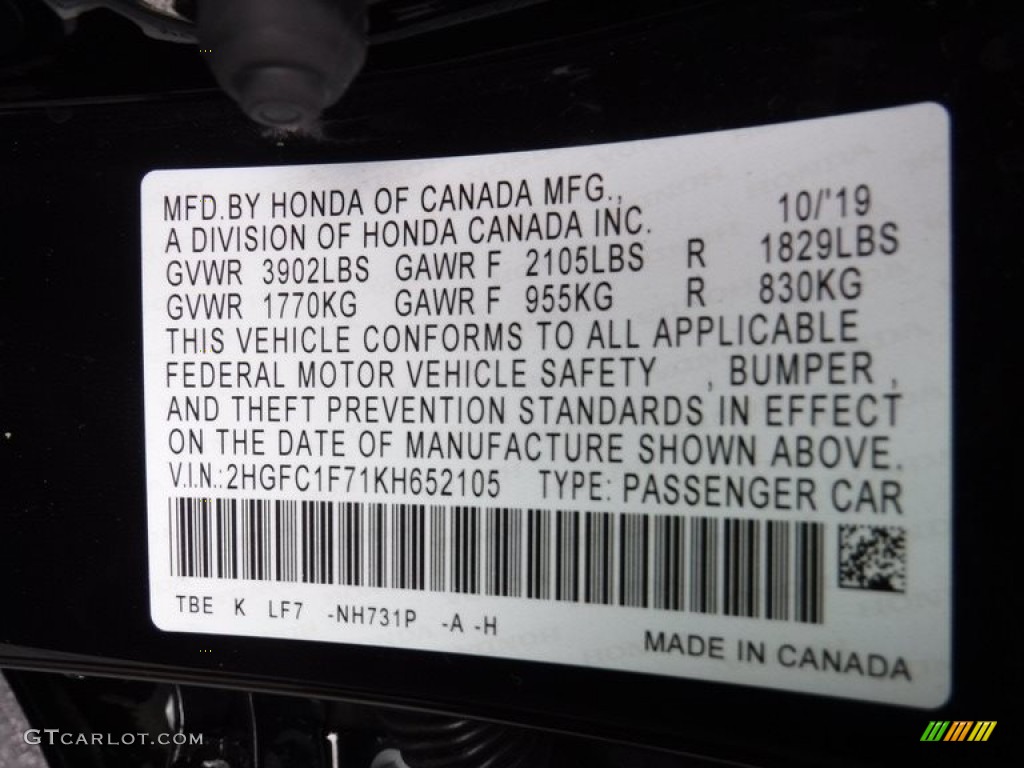 MFD.BY HONDA OF CANADA MFG., 10/'19
A DIVISION OF HONDA CANADA INC.
GVWR 3902LBS GAWR F 2105LBS R 1829LBS
GVWR 1770KG GAWR F 955KG R 830KG
THIS VEHICLE CONFORMS TO ALL APPLICABLE
FEDERAL MOTOR VEHICLE SAFETY , BUMPER ,
AND THEFT PREVENTION STANDARDS IN EFFECT
ON THE DATE OF MANUFACTURE SHOWN ABOVE.
V.I.N.:2HGFC1F71KH652105 TYPE: PASSENGER CAR
TBE K LF7 -NH731P -A -H
MADE IN CANADA
GTCARLOT.COM